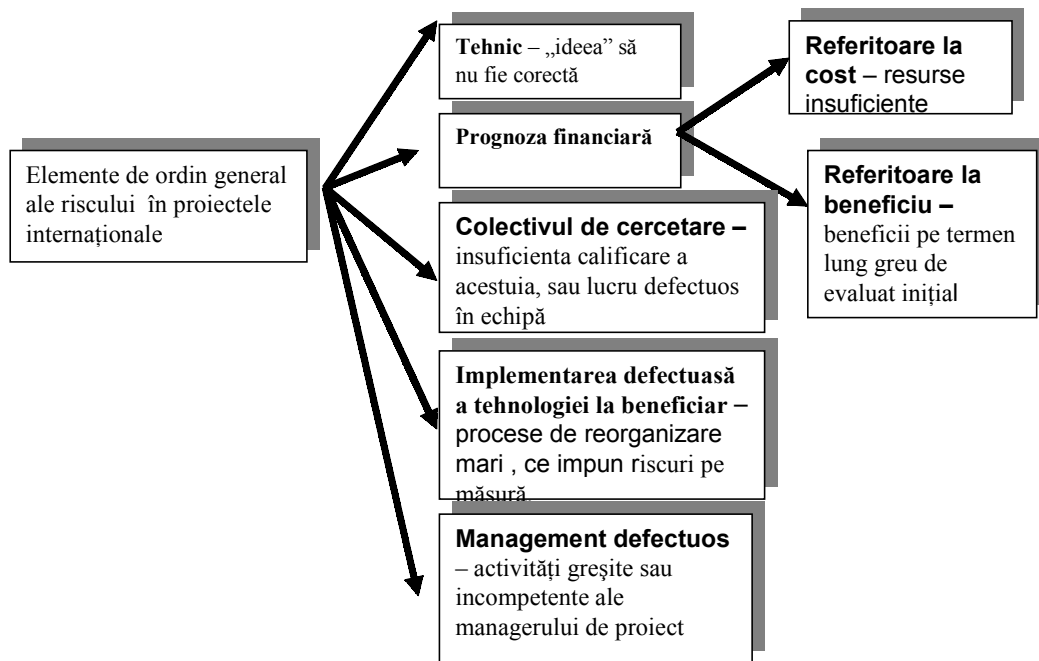 Elemente de ordin general
ale riscului în proiectele
internaționale
Tehnic – „ideea” să
nu fie corectă
Prognoza financiară
Referitoare la
cost – resurse
insuficiente
Referitoare la
beneficiu –
beneficii pe termen
lung greu de
evaluat inițial
Colectivul de cercetare –
insuficienta calificare a
acestuia, sau lucru defectuos
în echipă
Implementarea defectuasă
a tehnologiei la beneficiar –
procese de reorganizare
mari , ce impun riscuri pe
măsură.
Management defectuos
– activități greşite sau
incompetente ale
managerului de proiect